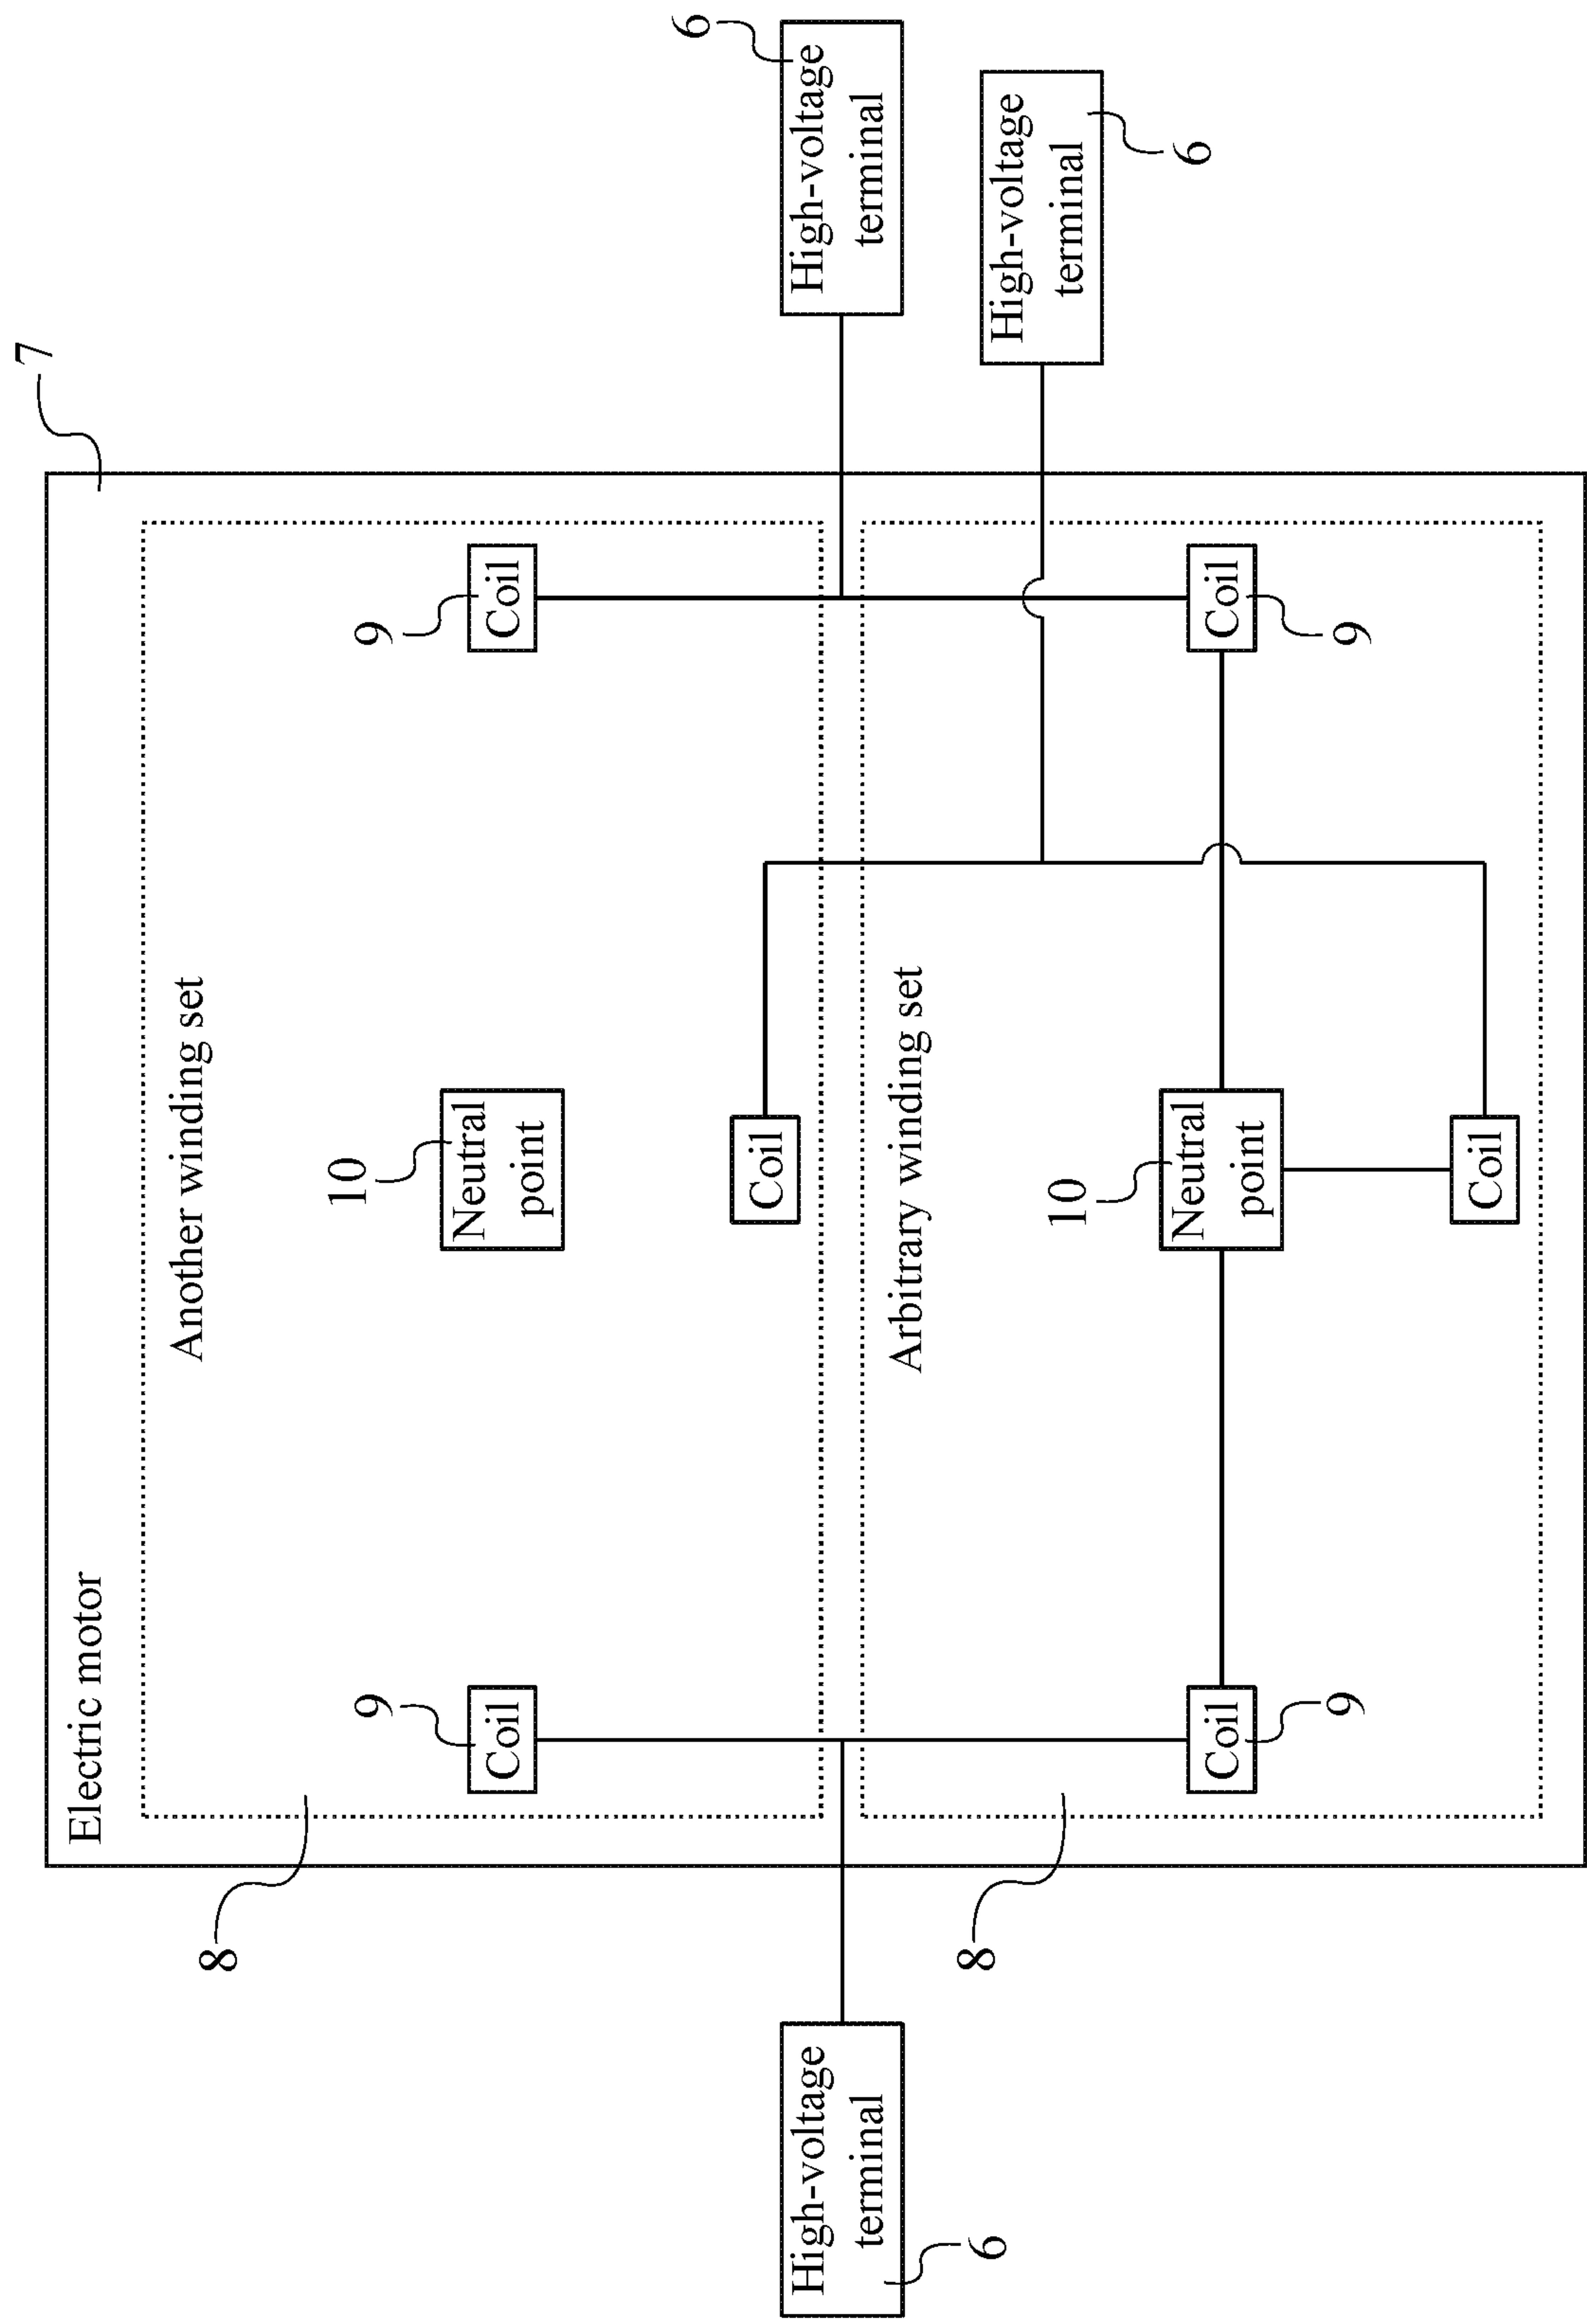 7
Electric motor
Another winding set
8
10
9
9
Coil
Neutral
point
Coil
6
Coil
High-voltage
terminal
High-voltage
terminal
Arbitrary winding set
8
6
High-voltage
terminal
10
6
Coil
Neutral
point
Coil
9
9
Coil